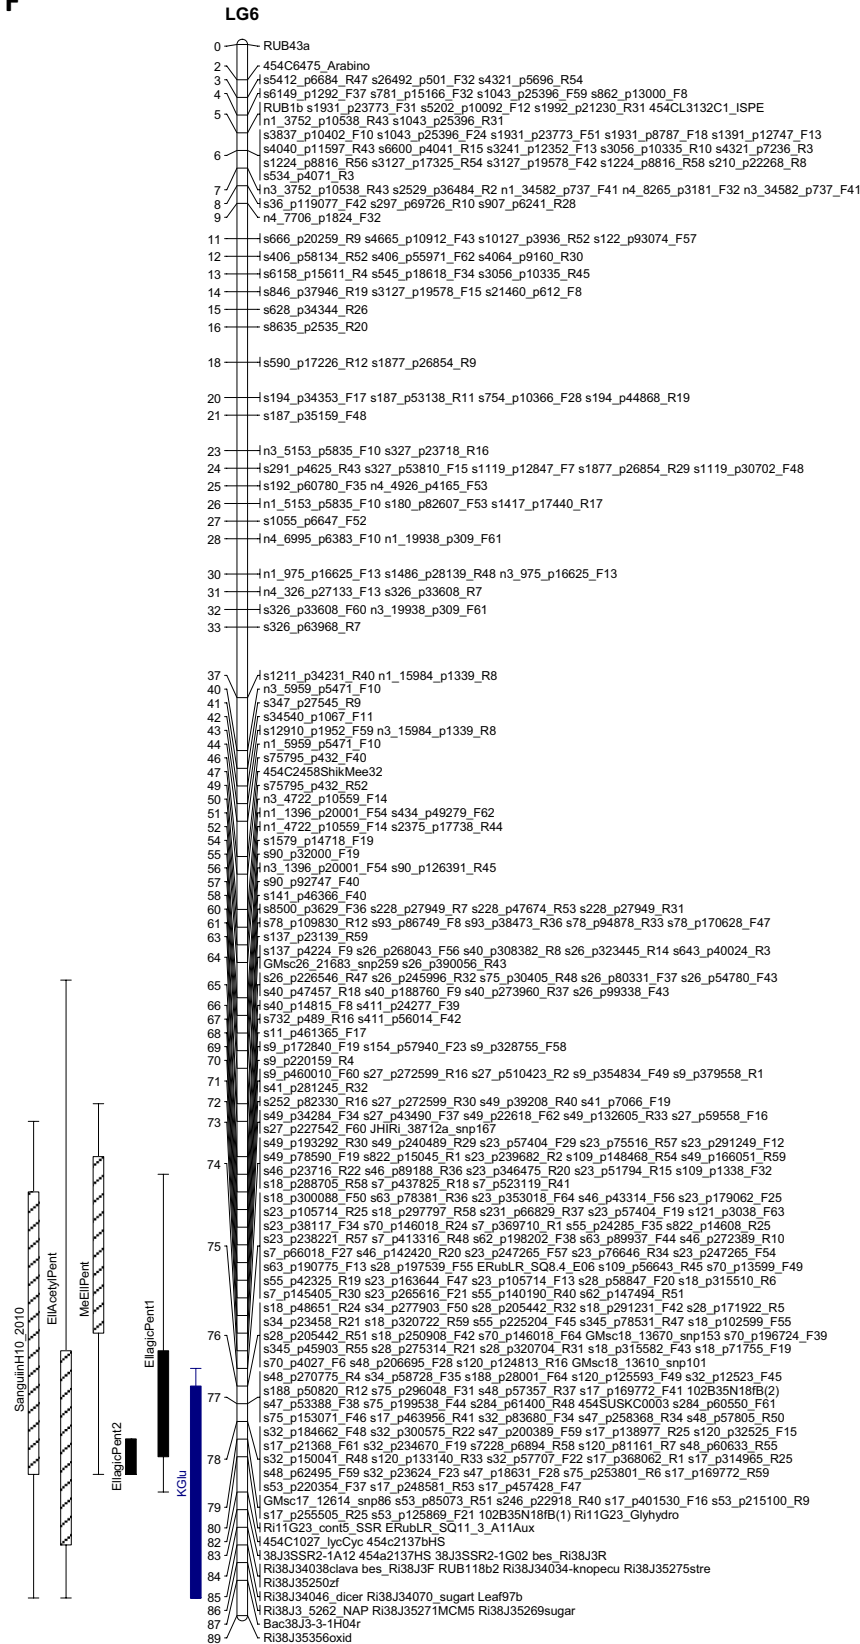 F
LG6
0 RUB43a
2 454C6475_Arabino
3 s5412_p6684_R47 s26492_p501_F32 s4321_p5696_R54
4 s6149_p1292_F37 s781_p15166_F32 s1043_p25396_F59 s862_p13000_F8
5 RUB1b s1931_p23773_F31 s5202_p10092_F12 s1992_p21230_R31 454CL3132C1_ISPE
n1_3752_p10538_R43 s1043_p25396_R31
s3837_p10402_F10 s1043_p25396_F24 s1931_p23773_F51 s1931_p8787_F18 s1391_p12747_F13
6 s4040_p11597_R43 s6600_p4041_R15 s3241_p12352_F13 s3056_p10335_R10 s4321_p7236_R3
s1224_p8816_R56 s3127_p17325_R54 s3127_p19578_F42 s1224_p8816_R58 s210_p22268_R8
s534_p4071_R3
7 n3_3752_p10538_R43 s2529_p36484_R2 n1_34582_p737_F41 n4_8265_p3181_F32 n3_34582_p737_F41
8 s36_p119077_F42 s297_p69726_R10 s907_p6241_R28
9 n4_7706_p1824_F32
11 s666_p20259_R9 s4665_p10912_F43 s10127_p3936_R52 s122_p93074_F57
12 s406_p58134_R52 s406_p55971_F62 s4064_p9160_R30
13 s6158_p15611_R4 s545_p18618_F34 s3056_p10335_R45
14 s846_p37946_R19 s3127_p19578_F15 s21460_p612_F8
15 s628_p34344_R26
16 s8635_p2535_R20
18 s590_p17226_R12 s1877_p26854_R9
20 s194_p34353_F17 s187_p53138_R11 s754_p10366_F28 s194_p44868_R19
21 s187_p35159_F48
23 n3_5153_p5835_F10 s327_p23718_R16
24 s291_p4625_R43 s327_p53810_F15 s1119_p12847_F7 s1877_p26854_R29 s1119_p30702_F48
25 s192_p60780_F35 n4_4926_p4165_F53
26 n1_5153_p5835_F10 s180_p82607_F53 s1417_p17440_R17
27 s1055_p6647_F52
28 n4_6995_p6383_F10 n1_19938_p309_F61
30 n1_975_p16625_F13 s1486_p28139_R48 n3_975_p16625_F13
31 n4_326_p27133_F13 s326_p33608_R7
32 s326_p33608_F60 n3_19938_p309_F61
33 s326_p63968_R7
37 s1211_p34231_R40 n1_15984_p1339_R8
40 n3_5959_p5471_F10
41 s347_p27545_R9
42 s34540_p1067_F11
43 s12910_p1952_F59 n3_15984_p1339_R8
44 n1_5959_p5471_F10
46 s75795_p432_F40
47 454C2458ShikMee32
49 s75795_p432_R52
50 n3_4722_p10559_F14
51 n1_1396_p20001_F54 s434_p49279_F62
52 n1_4722_p10559_F14 s2375_p17738_R44
54 s1579_p14718_F19
55 s90_p32000_F19
56 n3_1396_p20001_F54 s90_p126391_R45
57 s90_p92747_F40
58 s141_p46366_F40
60 s8500_p3629_F36 s228_p27949_R7 s228_p47674_R53 s228_p27949_R31
61 s78_p109830_R12 s93_p86749_F8 s93_p38473_R36 s78_p94878_R33 s78_p170628_F47
63 s137_p23139_R59
64 s137_p4224_F9 s26_p268043_F56 s40_p308382_R8 s26_p323445_R14 s643_p40024_R3
GMsc26_21683_snp259 s26_p390056_R43
65 s26_p226546_R47 s26_p245996_R32 s75_p30405_R48 s26_p80331_F37 s26_p54780_F43
s40_p47457_R18 s40_p188760_F9 s40_p273960_R37 s26_p99338_F43
66 s40_p14815_F8 s411_p24277_F39
67 s732_p489_R16 s411_p56014_F42
68 s11_p461365_F17
69 s9_p172840_F19 s154_p57940_F23 s9_p328755_F58
70 s9_p220159_R4
71 s9_p460010_F60 s27_p272599_R16 s27_p510423_R2 s9_p354834_F49 s9_p379558_R1
s41_p281245_R32
72 s252_p82330_R16 s27_p272599_R30 s49_p39208_R40 s41_p7066_F19
73 s49_p34284_F34 s27_p43490_F37 s49_p22618_F62 s49_p132605_R33 s27_p59558_F16
s27_p227542_F60 JHIRi_38712a_snp167
s49_p193292_R30 s49_p240489_R29 s23_p57404_F29 s23_p75516_R57 s23_p291249_F12
74 s49_p78590_F19 s822_p15045_R1 s23_p239682_R2 s109_p148468_R54 s49_p166051_R59
s46_p23716_R22 s46_p89188_R36 s23_p346475_R20 s23_p51794_R15 s109_p1338_F32
s18_p288705_R58 s7_p437825_R18 s7_p523119_R41
s18_p300088_F50 s63_p78381_R36 s23_p353018_F64 s46_p43314_F56 s23_p179062_F25
s23_p105714_R25 s18_p297797_R58 s231_p66829_R37 s23_p57404_F19 s121_p3038_F63
s23_p38117_F34 s70_p146018_R24 s7_p369710_R1 s55_p24285_F35 s822_p14608_R25
s23_p238221_R57 s7_p413316_R48 s62_p198202_F38 s63_p89937_F44 s46_p272389_R10
75 s7_p66018_F27 s46_p142420_R20 s23_p247265_F57 s23_p76646_R34 s23_p247265_F54
s63_p190775_F13 s28_p197539_F55 ERubLR_SQ8.4_E06 s109_p56643_R45 s70_p13599_F49
s55_p42325_R19 s23_p163644_F47 s23_p105714_F13 s28_p58847_F20 s18_p315510_R6
s7_p145405_R30 s23_p265616_F21 s55_p140190_R40 s62_p147494_R51
s18_p48651_R24 s34_p277903_F50 s28_p205442_R32 s18_p291231_F42 s28_p171922_R5
s34_p23458_R21 s18_p320722_R59 s55_p225204_F45 s345_p78531_R47 s18_p102599_F55
76 s28_p205442_R51 s18_p250908_F42 s70_p146018_F64 GMsc18_13670_snp153 s70_p196724_F39
s345_p45903_R55 s28_p275314_R21 s28_p320704_R31 s18_p315582_F43 s18_p71755_F19
s70_p4027_F6 s48_p206695_F28 s120_p124813_R16 GMsc18_13610_snp101
s48_p270775_R4 s34_p58728_F35 s188_p28001_F64 s120_p125593_F49 s32_p12523_F45
77 s188_p50820_R12 s75_p296048_F31 s48_p57357_R37 s17_p169772_F41 102B35N18fB(2)
s47_p53388_F38 s75_p199538_F44 s284_p61400_R48 454SUSKC0003 s284_p60550_F61
s75_p153071_F46 s17_p463956_R41 s32_p83680_F34 s47_p258368_R34 s48_p57805_R50
s32_p184662_F48 s32_p300575_R22 s47_p200389_F59 s17_p138977_R25 s120_p32525_F15
s17_p21368_F61 s32_p234670_F19 s7228_p6894_R58 s120_p81161_R7 s48_p60633_R55
78 s32_p150041_R48 s120_p133140_R33 s32_p57707_F22 s17_p368062_R1 s17_p314965_R25
s48_p62495_F59 s32_p23624_F23 s47_p18631_F28 s75_p253801_R6 s17_p169772_R59
s53_p220354_F37 s17_p248581_R53 s17_p457428_F47
79 GMsc17_12614_snp86 s53_p85073_R51 s246_p22918_R40 s17_p401530_F16 s53_p215100_R9
s17_p255505_R25 s53_p125869_F21 102B35N18fB(1) Ri11G23_Glyhydro
80 Ri11G23_cont5_SSR ERubLR_SQ11_3_A11Aux
82 454C1027_lycCyc 454c2137bHS
83 38J3SSR2-1A12 454a2137HS 38J3SSR2-1G02 bes_Ri38J3R
84 Ri38J34038clava bes_Ri38J3F RUB118b2 Ri38J34034-knopecu Ri38J35275stre
Ri38J35250zf
85 Ri38J34046_dicer Ri38J34070_sugart Leaf97b
86 Ri38J3_5262_NAP Ri38J35271MCM5 Ri38J35269sugar
87 Bac38J3-3-1H04r
89 Ri38J35356oxid
SanguiinH10_2010
EllAcetylPent
MeEllPent
EllagicPent2
EllagicPent1
KGlu